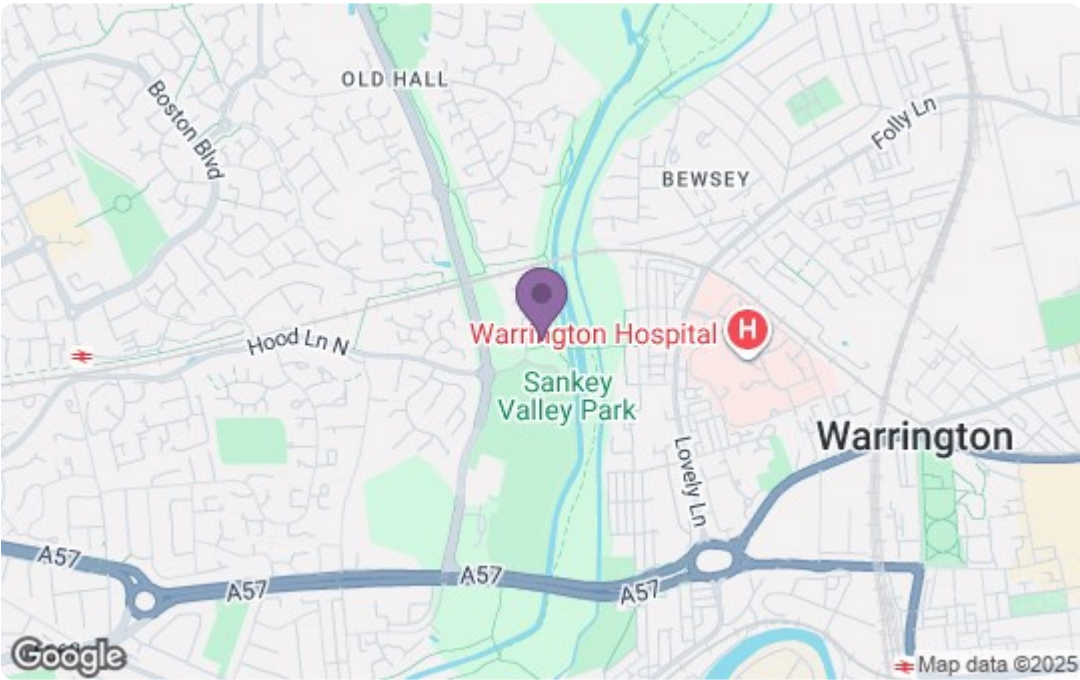 OLD HALL
Boston Blvd
Folly Ln
BEWSEY
Hood Ln N
Warrington Hospital
H
Sankey
Valley Park
Warrington
Lovely Ln
A57
A57
A57
A57
Google
Map data ©2025